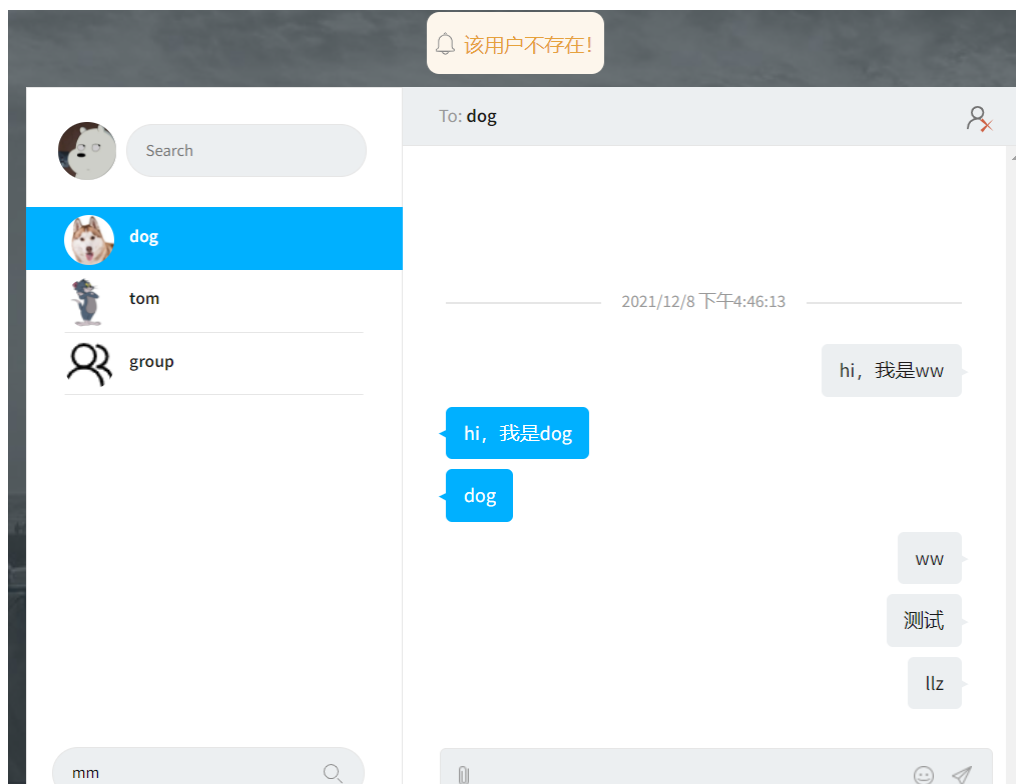 该用户不存在！
Search
To: dog
dog
tom
group
2021/12/8 下午4:46:13
hi，我是ww
hi，我是dog
dog
ww
测试
llz
mm